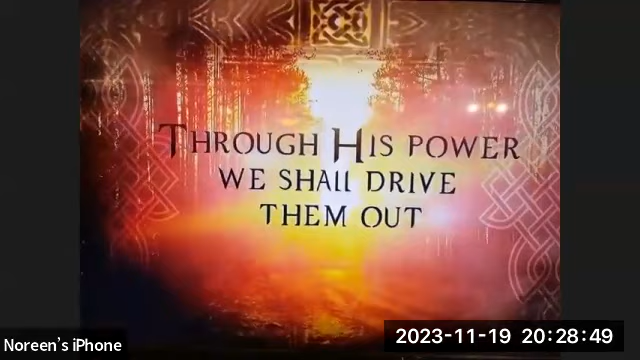 THROUGH HIS POWER
WE SHALL DRIVE
THEM OUT
Noreen's iPhone
2023-11-19 20:28:49